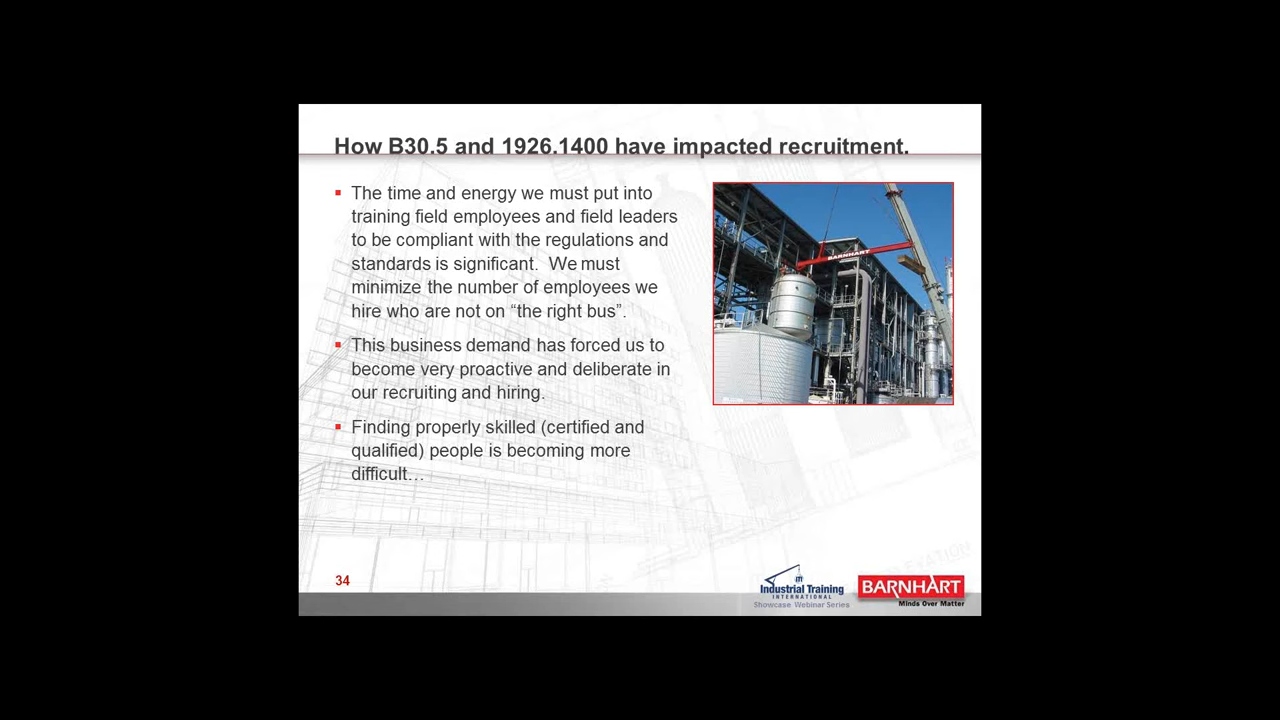 How B30.5 and 1926.1400 have impacted recruitment.
▪ The time and energy we must put into
training field employees and field leaders
to be compliant with the regulations and
standards is significant.  We must
minimize the number of employees we
hire who are not on “the right bus”.
▪ This business demand has forced us to
become very proactive and deliberate in
our recruiting and hiring.
▪ Finding properly skilled (certified and
qualified) people is becoming more
difficult…
BARNHART
34
iti
Industrial Training
INTERNATIONAL
Showcase Webinar Series
BARNHART
Minds Over Matter